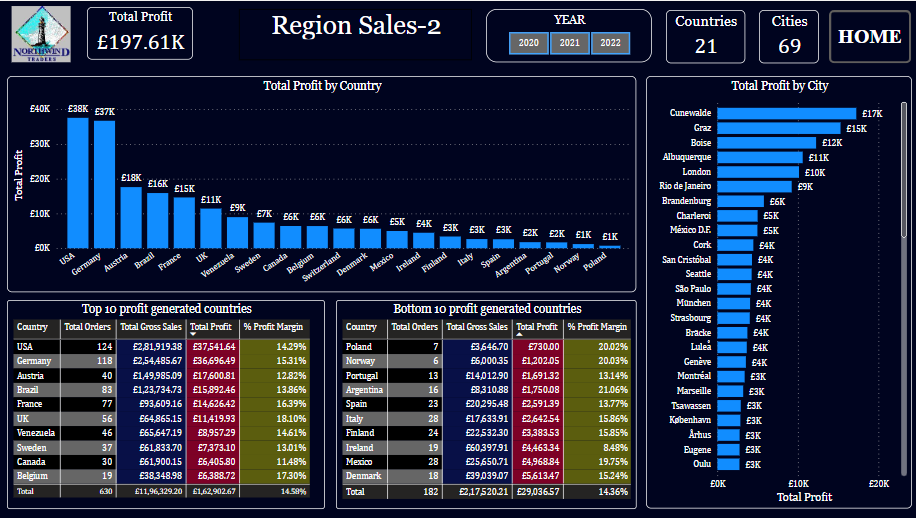 NORTHWIND
TRADERS
Total Profit
£197.61K
Region Sales-2
YEAR
2020 2021 2022
Countries
21
Cities
69
HOME
Total Profit by Country
Total Profit
£40K
£30K
£20K
£10K
£0K
£38K £37K £18K £16K £15K £11K £9K £7K £6K £6K £6K £6K £5K £4K £3K £3K £3K £2K £2K £1K £1K
USA Germany Austria Brazil France UK Venezuela Sweden Canada Belgium Switzerland Denmark Mexico Ireland Finland Italy Spain Argentina Portugal Norway Poland
Total Profit by City
Cunewalde £17K
Graz £15K
Boise £12K
Albuquerque £11K
London £10K
Rio de Janeiro £9K
Brandenburg £6K
Charleroi £5K
México D.F. £5K
Cork £4K
San Cristóbal £4K
Seattle £4K
São Paulo £4K
München £4K
Strasbourg £4K
Bräcke £4K
Luleå £4K
Genève £4K
Montréal £3K
Marseille £3K
Tsawassen £3K
København £3K
Århus £3K
Eugene £3K
Oulu £3K
£0K £10K £20K
Total Profit
Top 10 profit generated countries
Country Total Orders Total Gross Sales Total Profit % Profit Margin
USA 124 £2,81,919.38 £37,541.64 14.29%
Germany 118 £2,54,485.67 £36,696.49 15.31%
Austria 40 £1,49,985.09 £17,600.81 12.82%
Brazil 83 £1,23,734.73 £15,892.46 13.86%
France 77 £93,609.16 £14,626.42 16.39%
UK 56 £64,865.15 £11,419.93 18.10%
Venezuela 46 £65,647.19 £8,957.29 14.61%
Sweden 37 £61,833.70 £7,373.10 13.01%
Canada 30 £61,900.15 £6,405.80 11.48%
Belgium 19 £38,348.98 £6,388.72 17.30%
Total 630 £11,96,329.20 £1,62,902.67 14.58%
Bottom 10 profit generated countries
Country Total Orders Total Gross Sales Total Profit % Profit Margin
Poland 7 £3,646.70 £730.00 20.02%
Norway 6 £6,000.35 £1,202.05 20.03%
Portugal 13 £14,012.90 £1,691.32 13.14%
Argentina 16 £8,310.88 £1,750.08 21.06%
Spain 23 £20,295.48 £2,591.39 13.77%
Italy 28 £17,633.91 £2,642.54 15.86%
Finland 24 £22,532.30 £3,383.53 15.85%
Ireland 19 £60,397.91 £4,463.34 8.48%
Mexico 28 £25,650.71 £4,968.84 19.75%
Denmark 18 £39,039.07 £5,613.47 15.24%
Total 182 £2,17,520.21 £29,036.57 14.36%